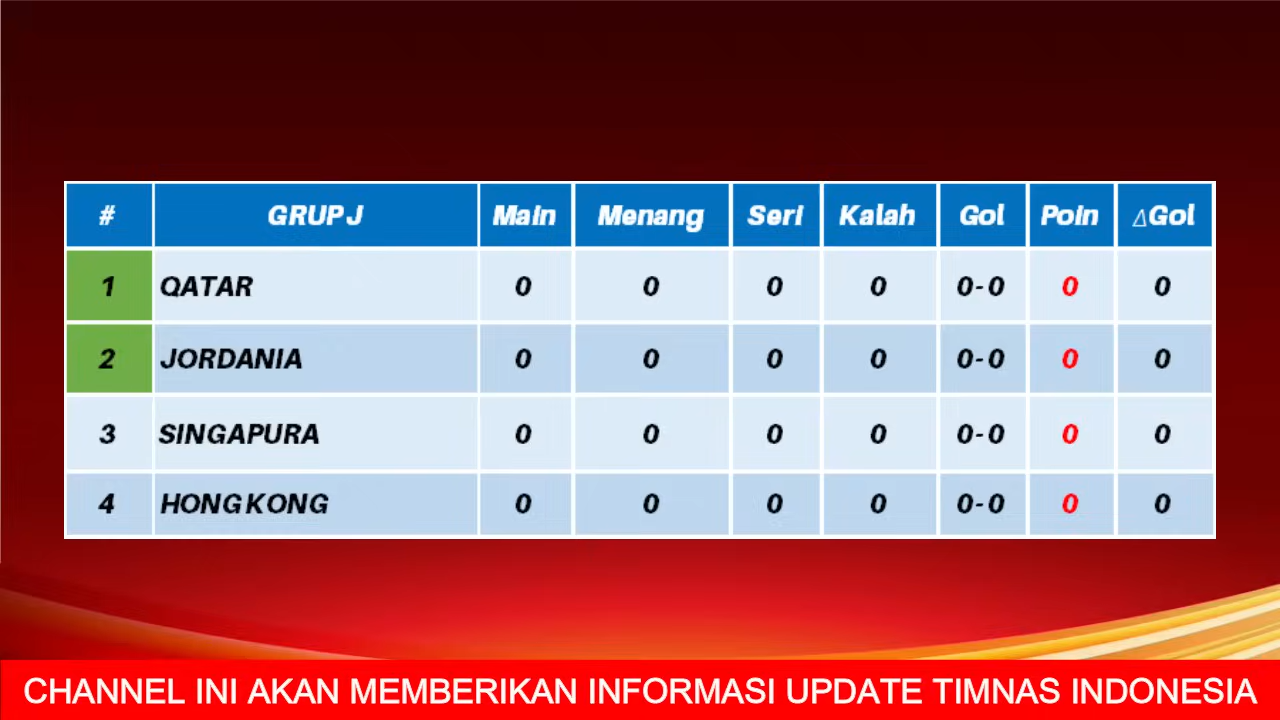 # GRUP J Main Menang Seri Kalah Gol Poin ΔGol
1 QATAR 0 0 0 0 0-0 0 0
2 JORDANIA 0 0 0 0 0-0 0 0
3 SINGAPURA 0 0 0 0 0-0 0 0
4 HONGKONG 0 0 0 0 0-0 0 0
CHANNEL INI AKAN MEMBERIKAN INFORMASI UPDATE TIMNAS INDONESIA